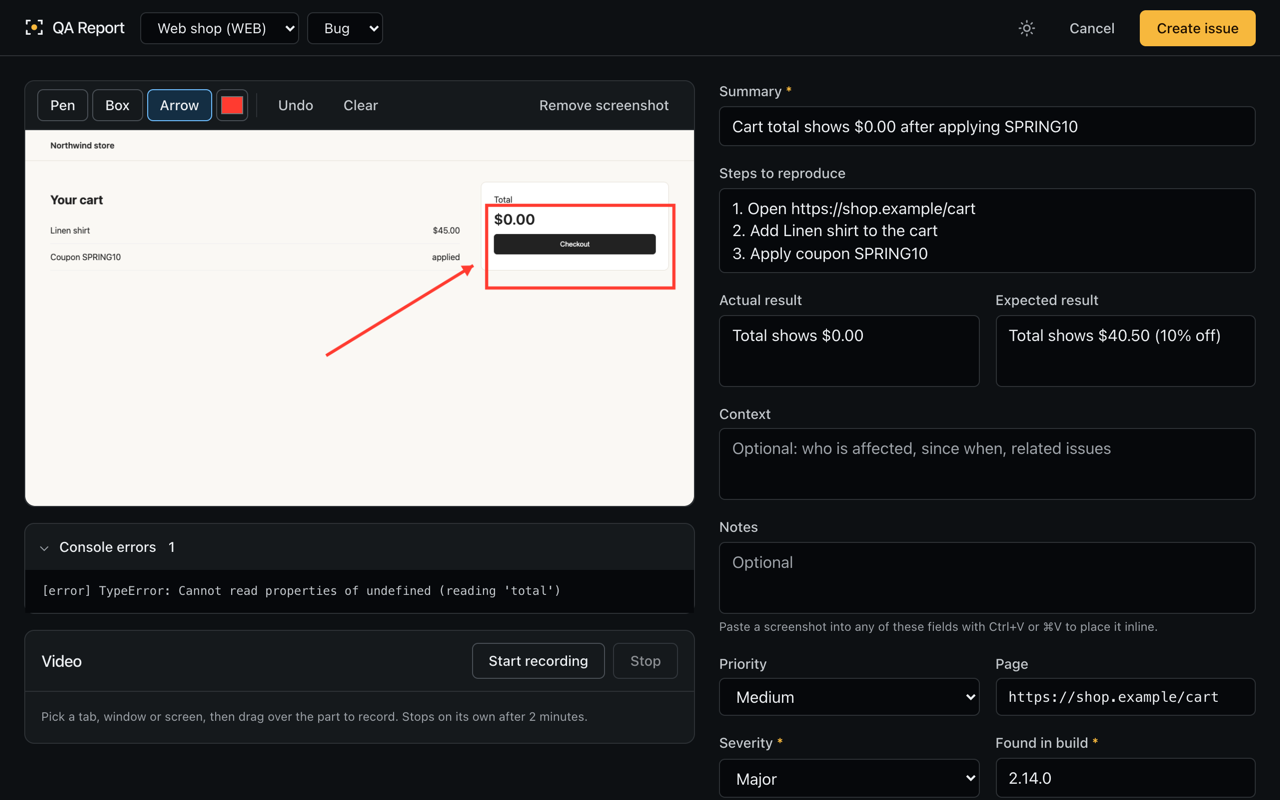 QA Report
Web shop (WEB)
Bug
Cancel
Create issue
Pen
Box
Arrow
Undo
Clear
Remove screenshot
Northwind store
Your cart
Linen shirt $45.00
Coupon SPRING10 applied
Total
$0.00
Checkout
Console errors 1
[error] TypeError: Cannot read properties of undefined (reading 'total')
Video
Start recording
Stop
Pick a tab, window or screen, then drag over the part to record. Stops on its own after 2 minutes.
Summary *
Cart total shows $0.00 after applying SPRING10
Steps to reproduce
1. Open https://shop.example/cart
2. Add Linen shirt to the cart
3. Apply coupon SPRING10
Actual result
Total shows $0.00
Expected result
Total shows $40.50 (10% off)
Context
Optional: who is affected, since when, related issues
Notes
Optional
Paste a screenshot into any of these fields with Ctrl+V or ⌘V to place it inline.
Priority
Medium
Page
https://shop.example/cart
Severity *
Major
Found in build *
2.14.0